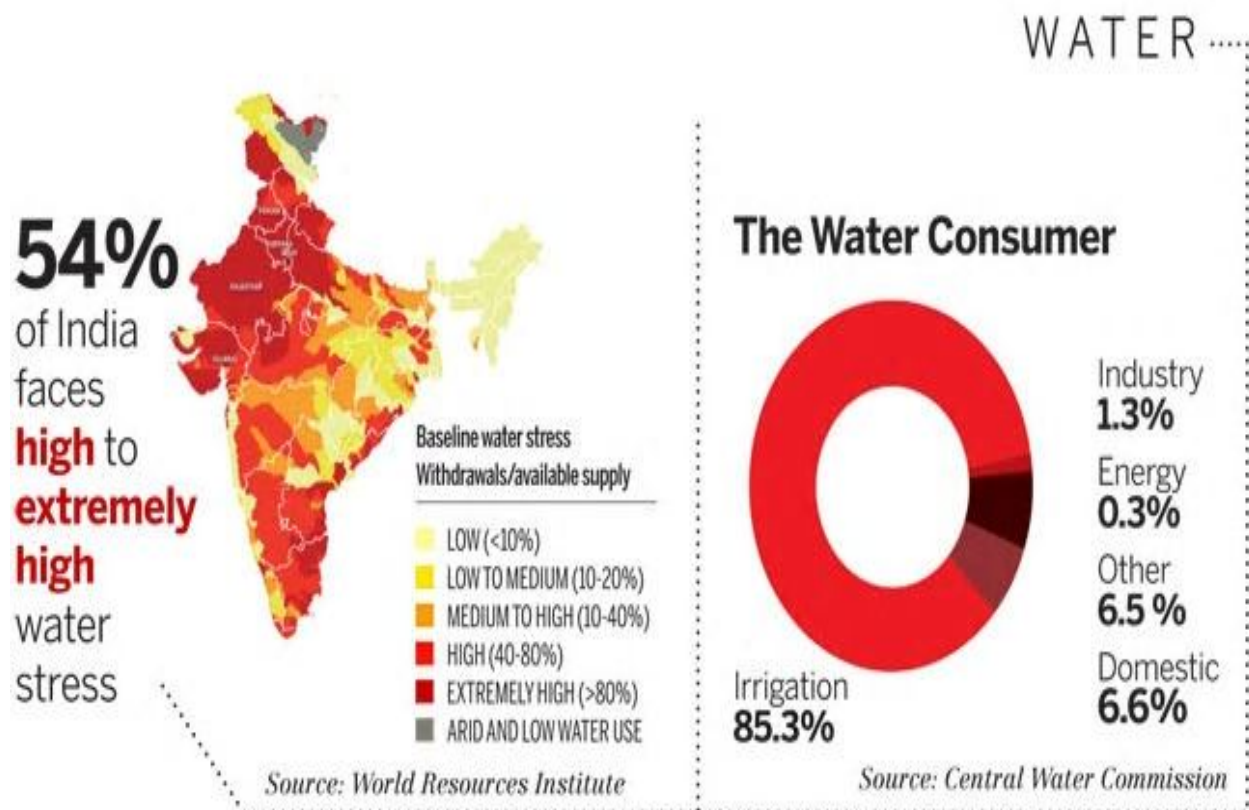 WATER
54%
of India
faces
high to
extremely
high
water
stress
Baseline water stress
Withdrawals/available supply
LOW (<10%)
LOW TO MEDIUM (10-20%)
MEDIUM TO HIGH (10-40%)
HIGH (40-80%)
EXTREMELY HIGH (>80%)
ARID AND LOW WATER USE
Source: World Resources Institute
The Water Consumer
Industry
1.3%
Energy
0.3%
Other
6.5 %
Domestic
6.6%
Irrigation
85.3%
Source: Central Water Commission